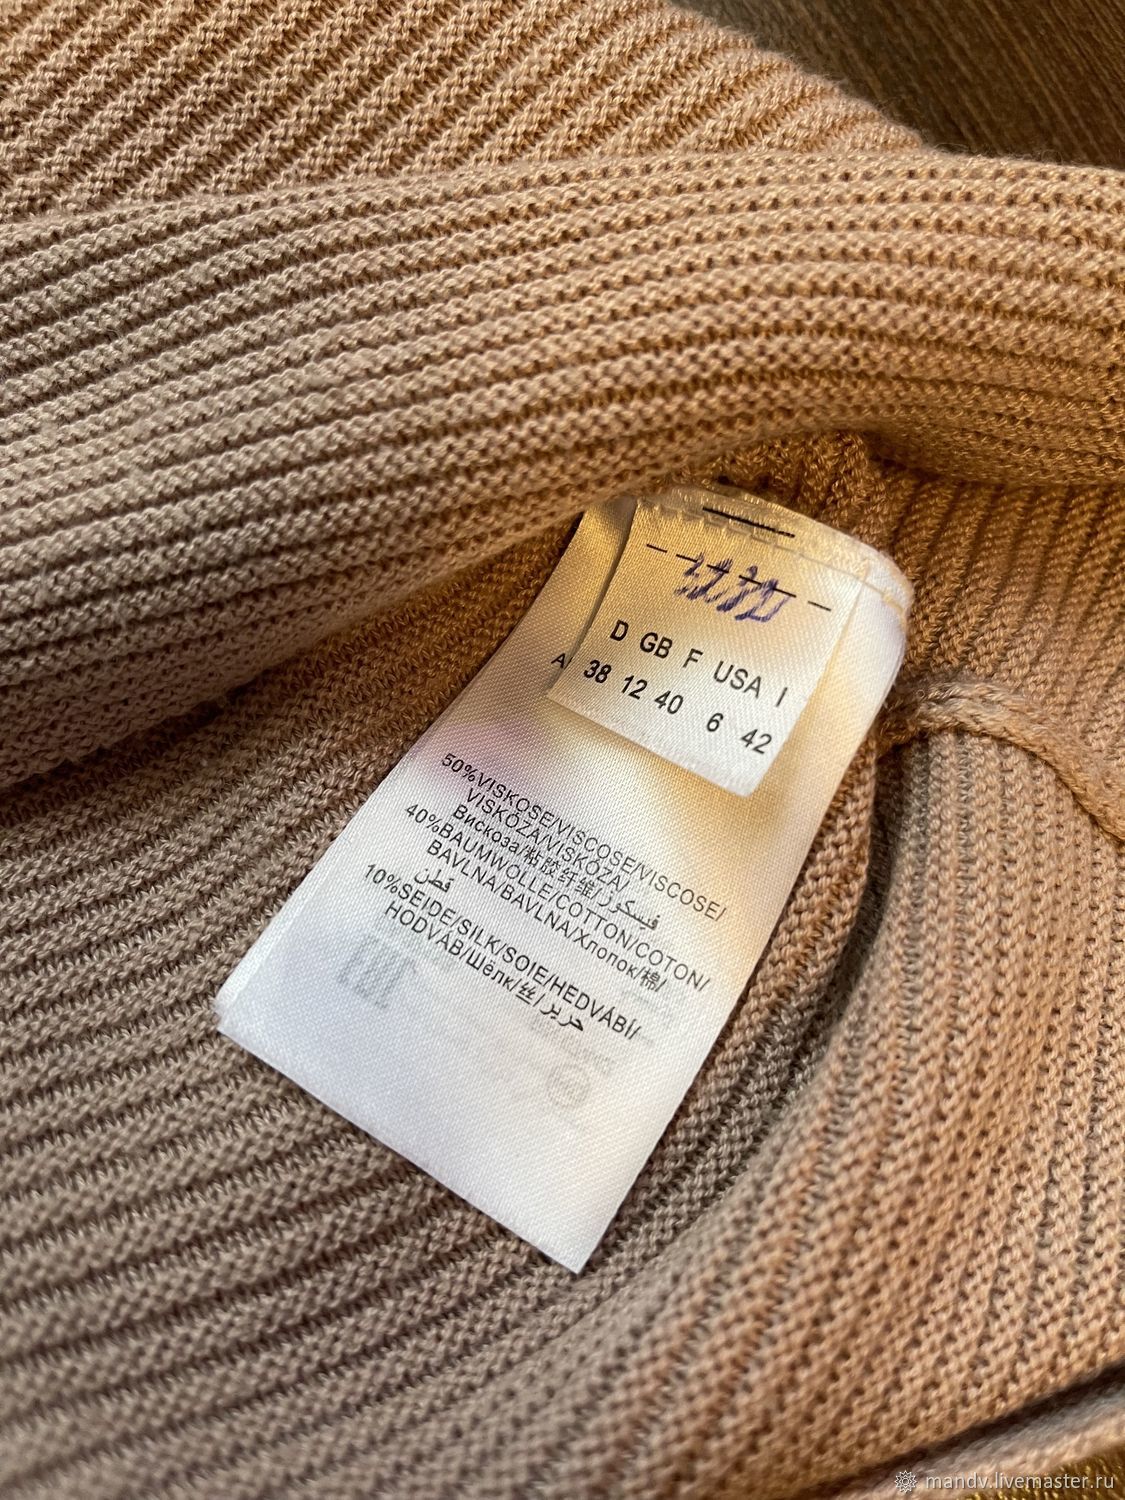 D GB F USA I
38 12 40 6 42
A
50%VISKOSE/VISCOSE/VISCOSE/
VISKÓZA/VISKÓZA/
Вискоза/粘胶纤维/فيسكوز/
40%BAUMWOLLE/COTTON/COTON/
BAVLNA/BAVLNA/Хлопок/棉/
قطن
10%SEIDE/SILK/SOIE/HEDVÁBÍ/
HODVÁB/Шёлк/丝/حرير/
mandv.livemaster.ru